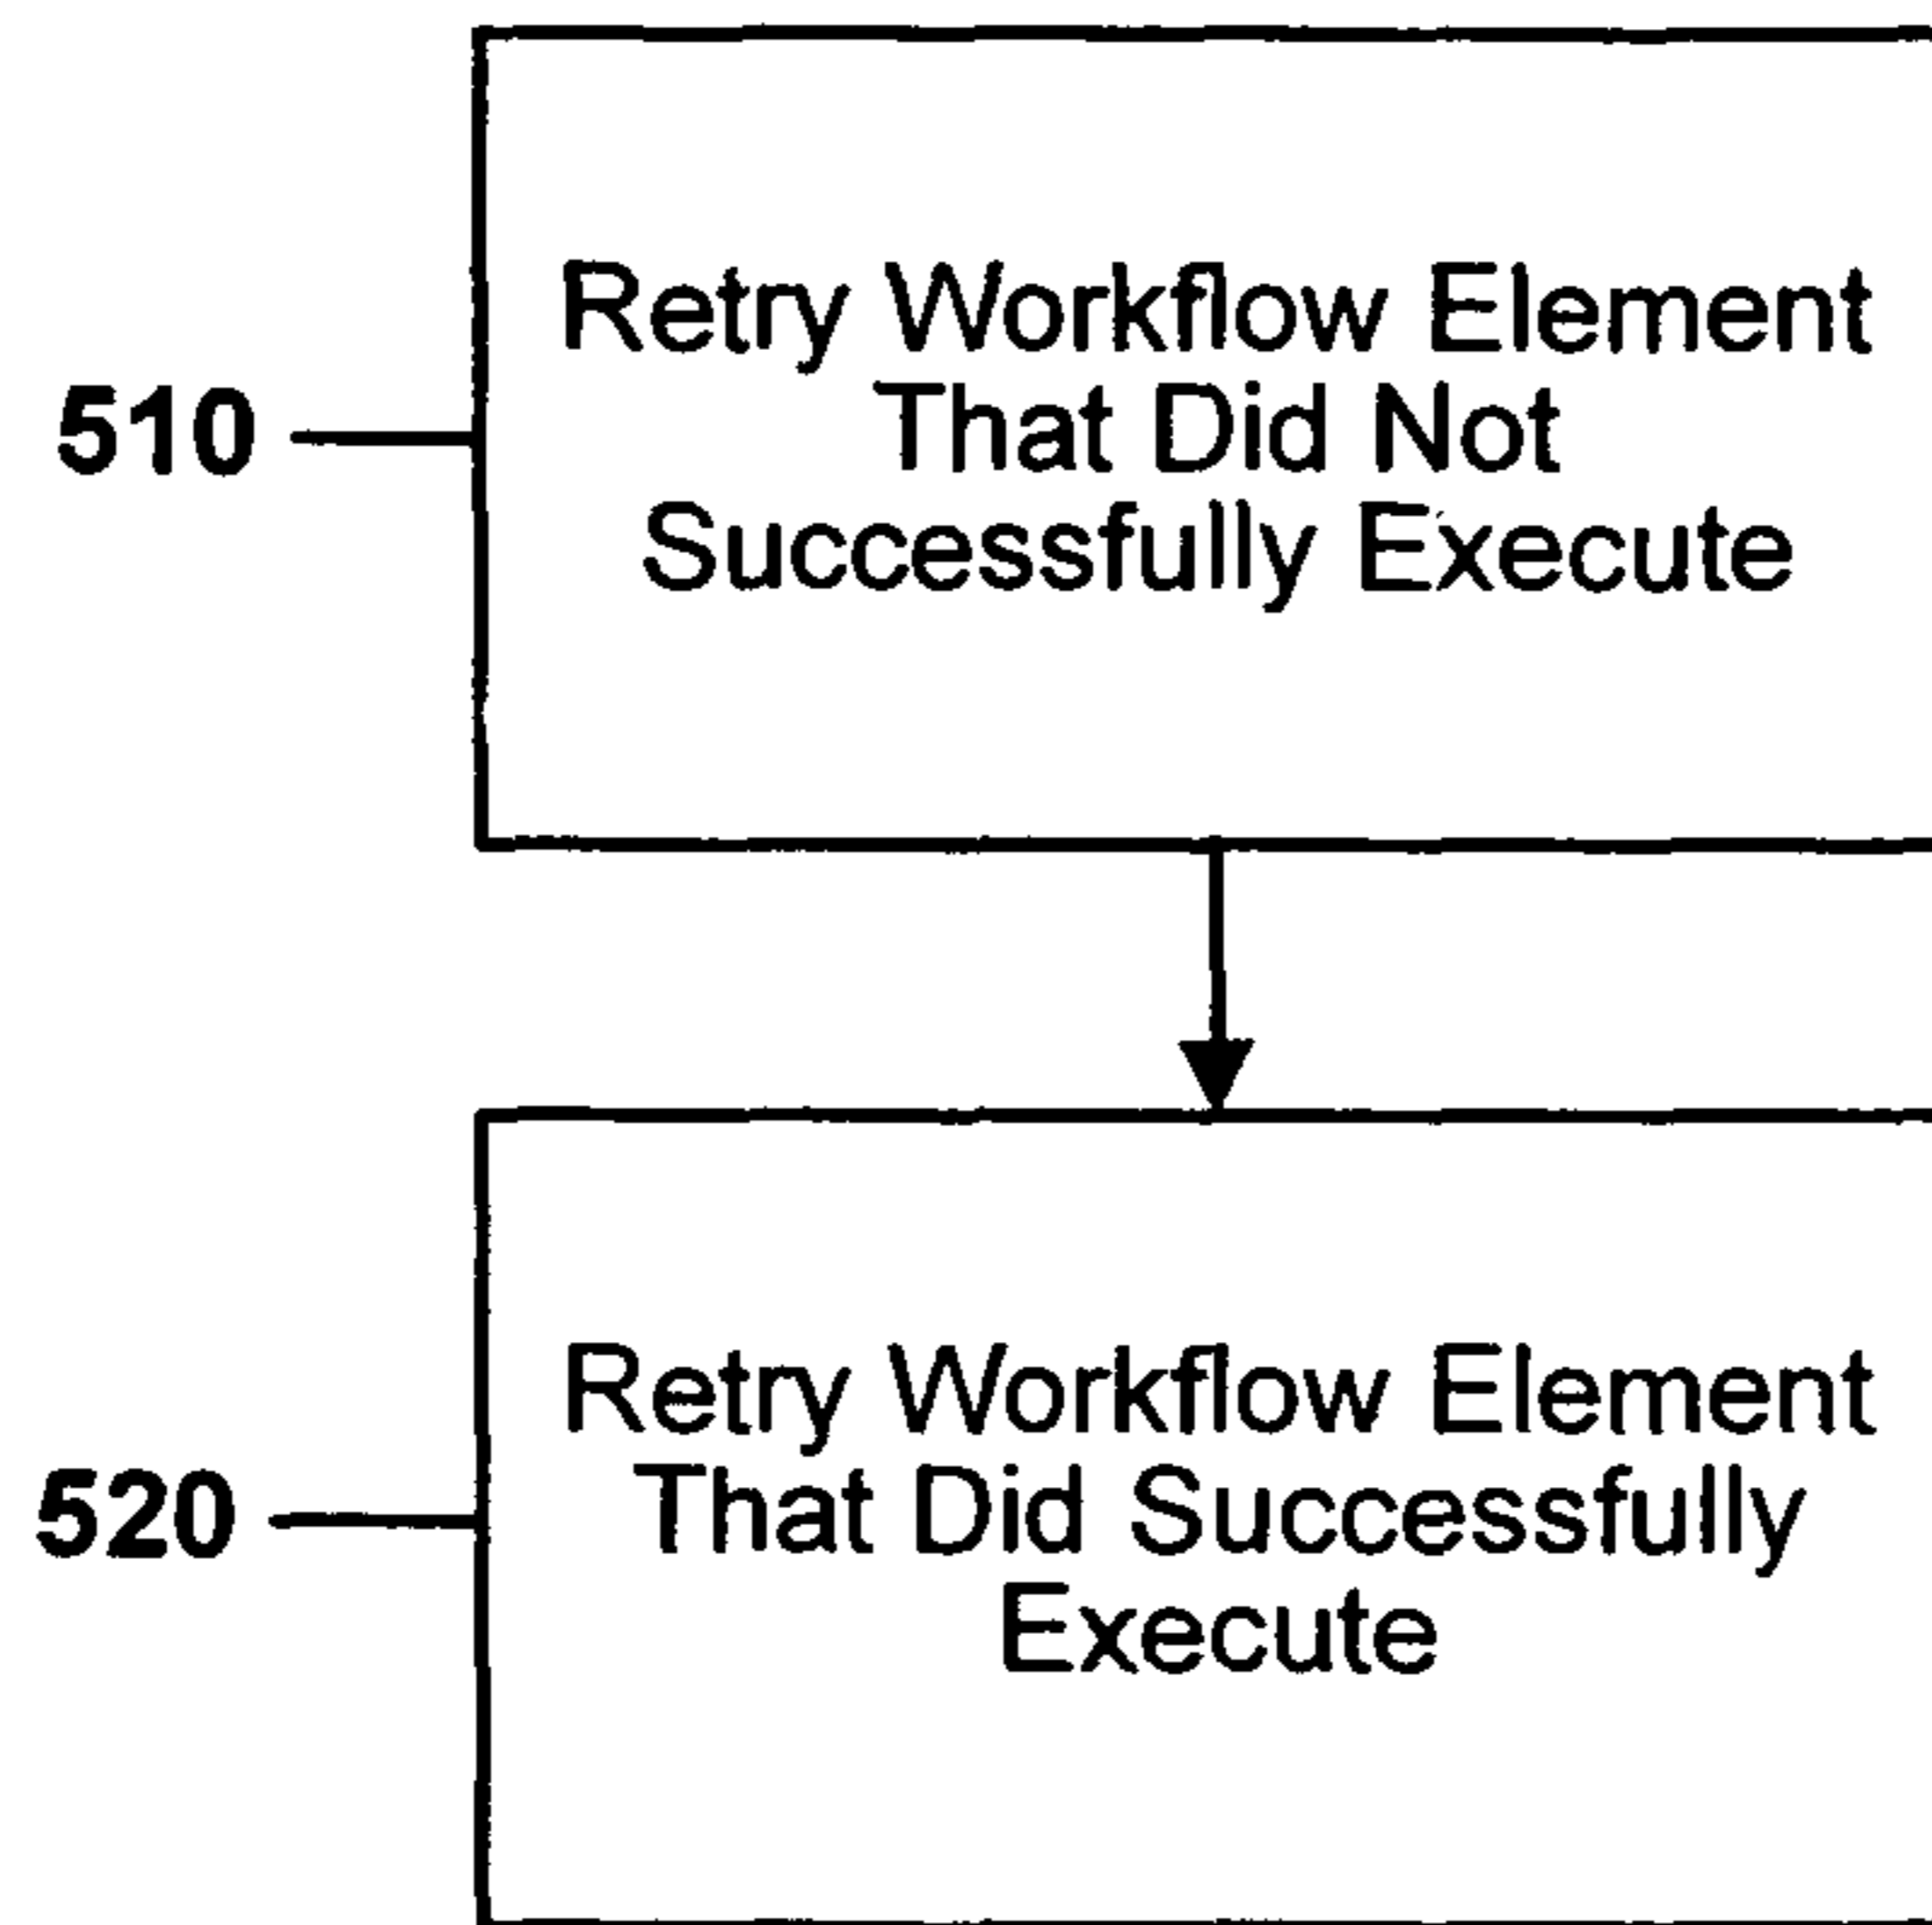 Retry Workflow Element
That Did Not
510
Successfully Execute
Retry Workflow Element
520
That Did Successfully
Execute